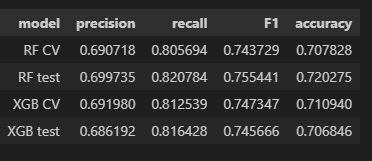 model precision recall F1 accuracy
RF CV 0.690718 0.805694 0.743729 0.707828
RF test 0.699735 0.820784 0.755441 0.720275
XGB CV 0.691980 0.812539 0.747347 0.710940
XGB test 0.686192 0.816428 0.745666 0.706846